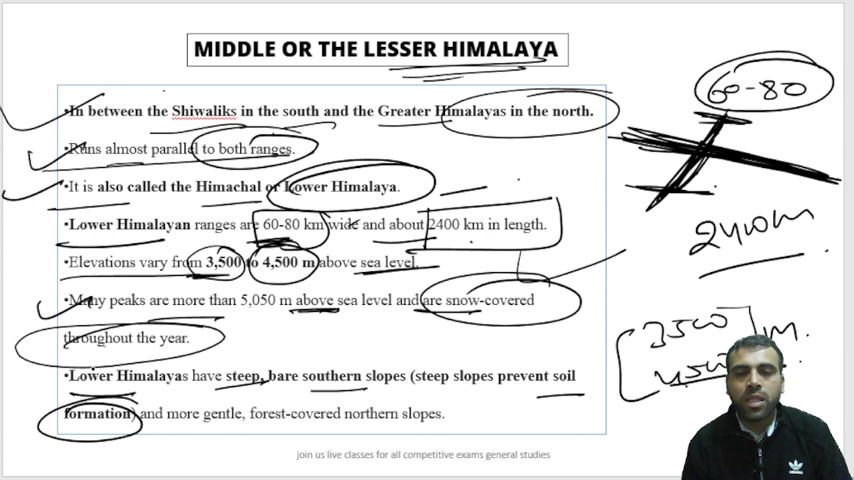 MIDDLE OR THE LESSER HIMALAYA
60-80
•In between the Shiwaliks in the south and the Greater Himalayas in the north.
•Runs almost parallel to both ranges.
•It is also called the Himachal or Lower Himalaya.
•Lower Himalayan ranges are 60-80 km wide and about 2400 km in length.
2400m
•Elevations vary from 3,500 to 4,500 m above sea level.
•Many peaks are more than 5,050 m above sea level and are snow-covered
throughout the year.
3500
4500 m.
•Lower Himalayas have steep, bare southern slopes (steep slopes prevent soil
formation) and more gentle, forest-covered northern slopes.
join us live classes for all competitive exams general studies